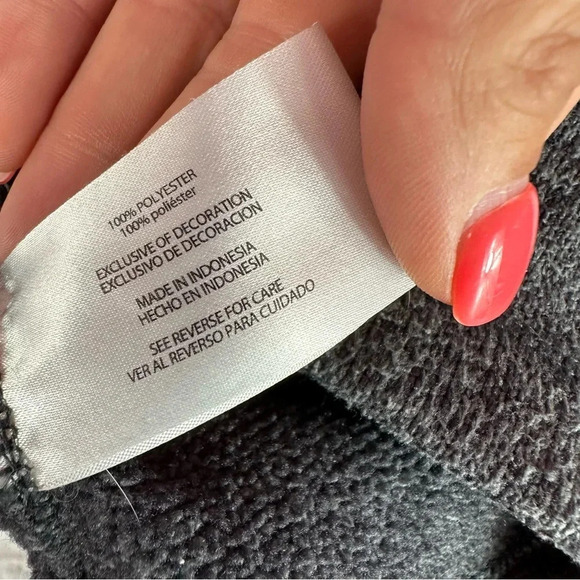 100% POLYESTER
100% poliéster
EXCLUSIVE OF DECORATION
EXCLUSIVO DE DECORACION
MADE IN INDONESIA
HECHO EN INDONESIA
SEE REVERSE FOR CARE
VER AL REVERSO PARA CUIDADO